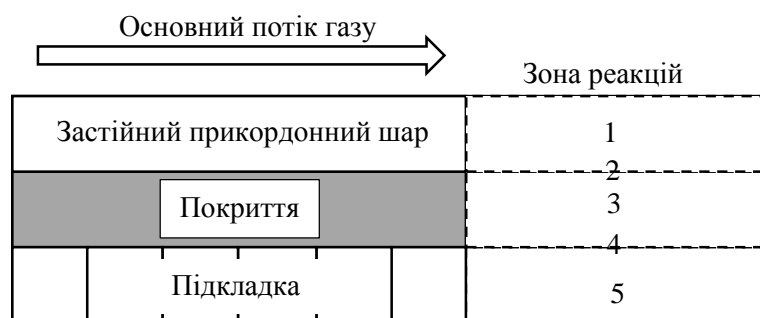 Основний потік газу
Зона реакцій
Застійний прикордонний шар
1
2
Покриття
3
4
Підкладка
5